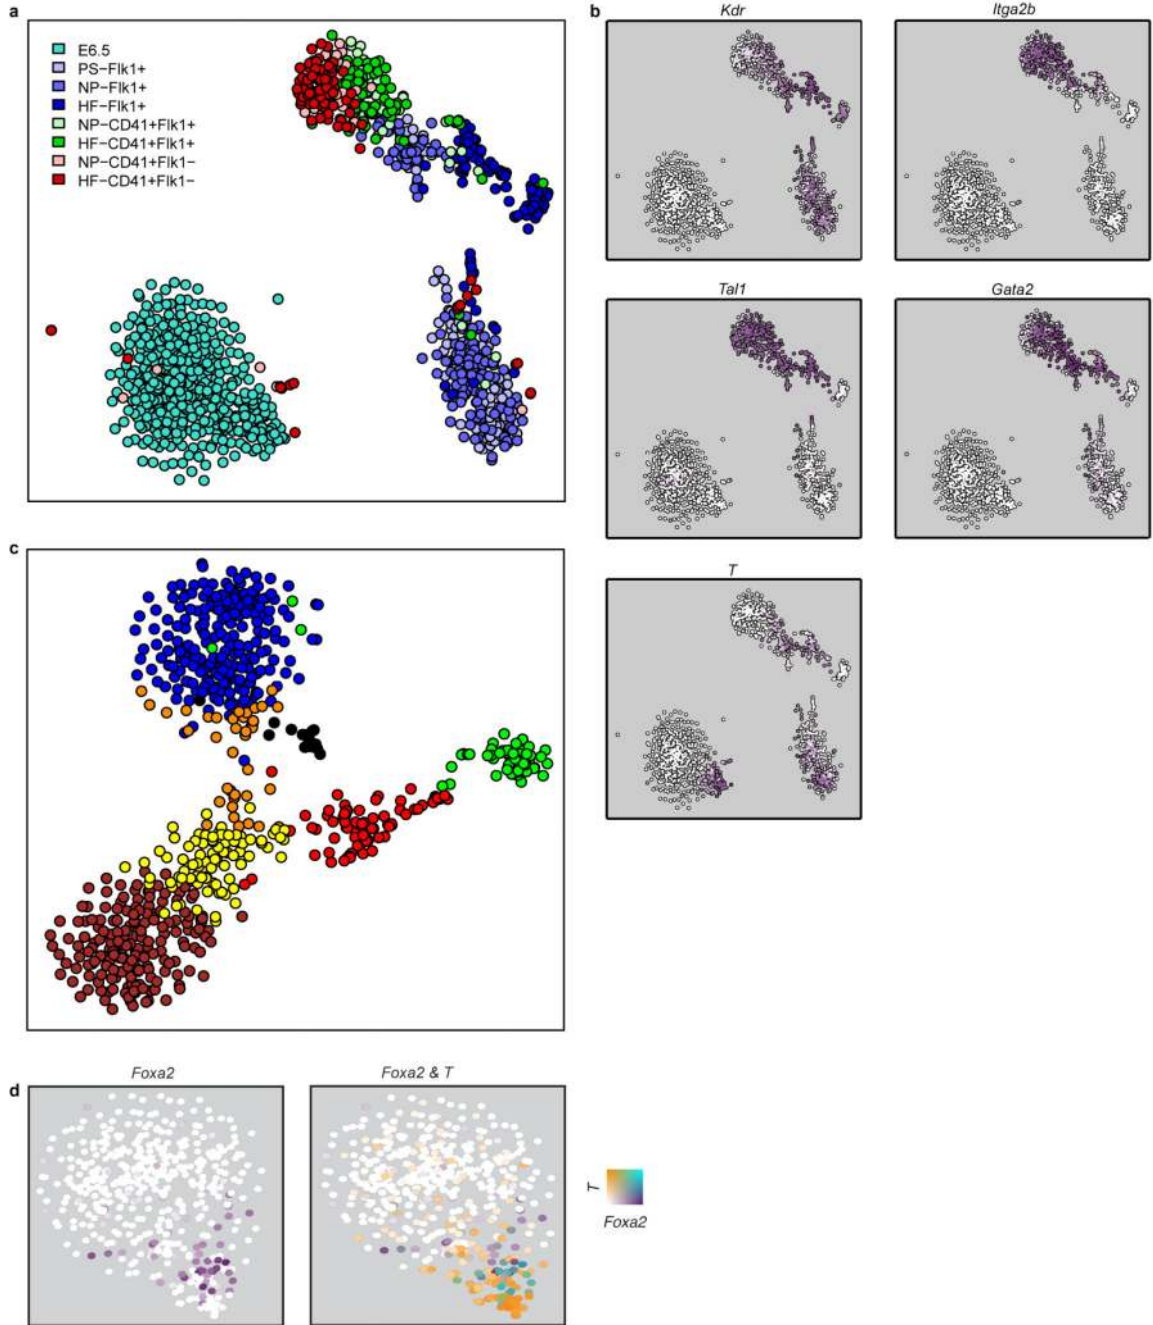 a
E6.5
PS−Flk1+
NP−Flk1+
HF−Flk1+
NP−CD41+Flk1+
HF−CD41+Flk1+
NP−CD41+Flk1−
HF−CD41+Flk1−
b
Kdr
Itga2b
Tal1
Gata2
T
c
d
Foxa2
Foxa2 & T
T
Foxa2